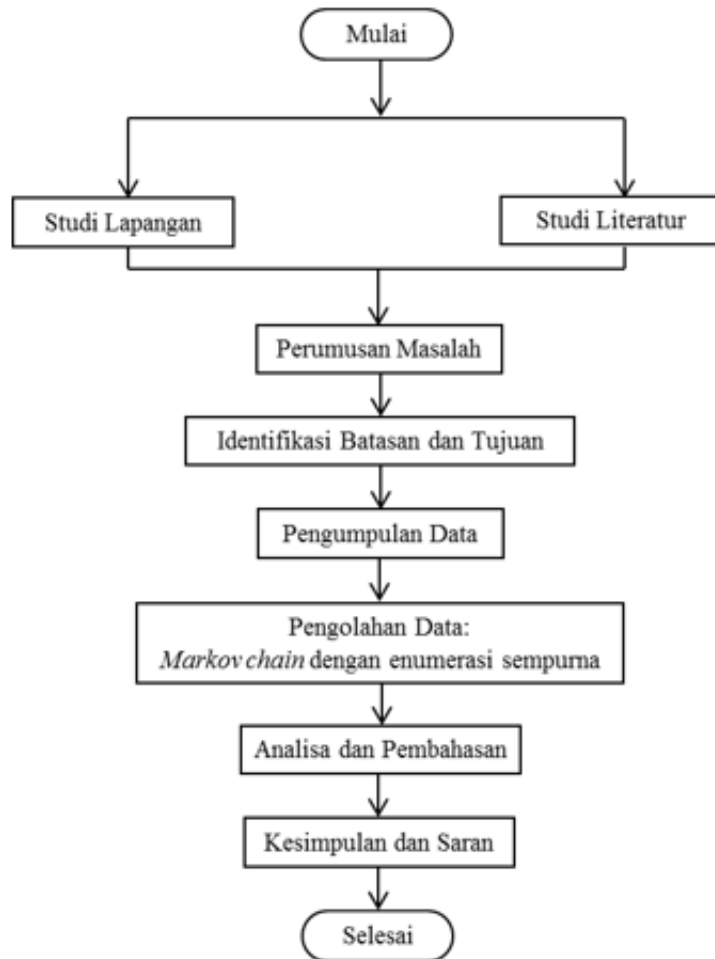 Mulai
Studi Lapangan
Studi Literatur
Perumusan Masalah
Identifikasi Batasan dan Tujuan
Pengumpulan Data
Pengolahan Data:
Markov chain dengan enumerasi sempurna
Analisa dan Pembahasan
Kesimpulan dan Saran
Selesai